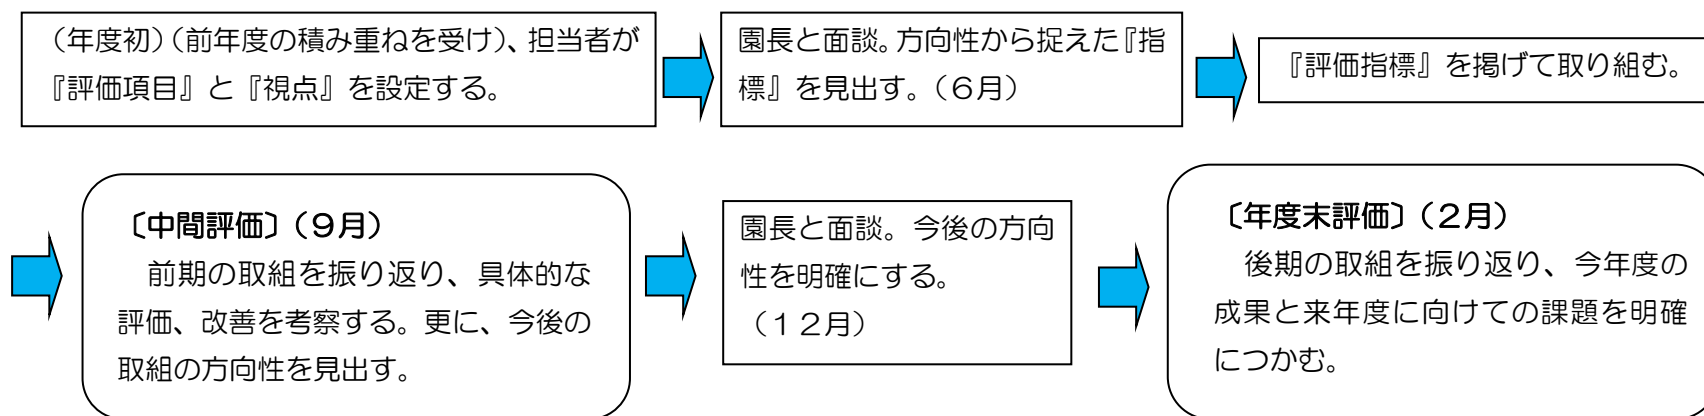 （年度初）（前年度の積み重ねを受け）、担当者が
『評価項目』と『視点』を設定する。
園長と面談。方向性から捉えた『指
標』を見出す。（６月）
『評価指標』を掲げて取り組む。
〔中間評価〕（９月）
前期の取組を振り返り、具体的な
評価、改善を考察する。更に、今後の
取組の方向性を見出す。
園長と面談。今後の方向
性を明確にする。
（１２月）
〔年度末評価〕（２月）
後期の取組を振り返り、今年度の
成果と来年度に向けての課題を明確
につかむ。